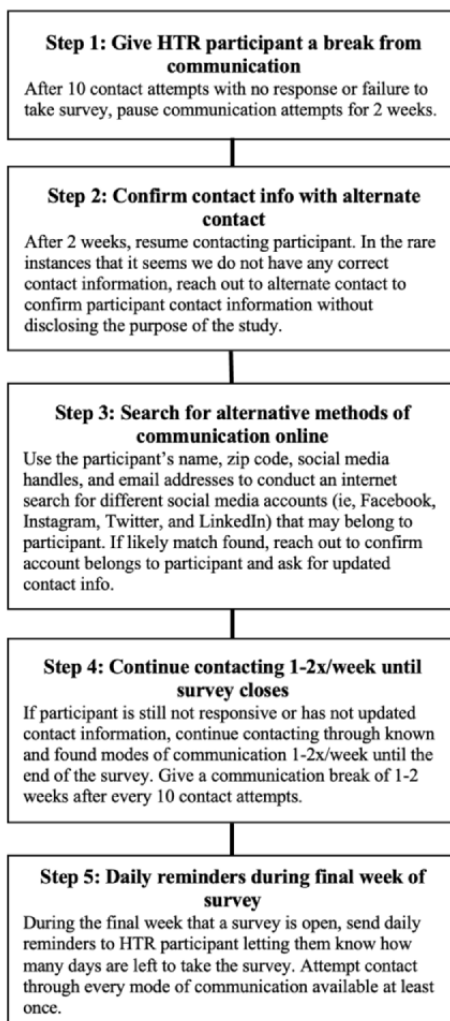 Step 1: Give HTR participant a break from
communication
After 10 contact attempts with no response or failure to
take survey, pause communication attempts for 2 weeks.
Step 2: Confirm contact info with alternate
contact
After 2 weeks, resume contacting participant. In the rare
instances that it seems we do not have any correct
contact information, reach out to alternate contact to
confirm participant contact information without
disclosing the purpose of the study.
Step 3: Search for alternative methods of
communication online
Use the participant's name, zip code, social media
handles, and email addresses to conduct an internet
search for different social media accounts (ie, Facebook,
Instagram, Twitter, and LinkedIn) that may belong to
participant. If likely match found, reach out to confirm
account belongs to participant and ask for updated
contact info.
Step 4: Continue contacting 1-2x/week until
survey closes
If participant is still not responsive or has not updated
contact information, continue contacting through known
and found modes of communication 1-2x/week until the
end of the survey. Give a communication break of 1-2
weeks after every 10 contact attempts.
Step 5: Daily reminders during final week of
survey
During the final week that a survey is open, send daily
reminders to HTR participant letting them know how
many days are left to take the survey. Attempt contact
through every mode of communication available at least
once.